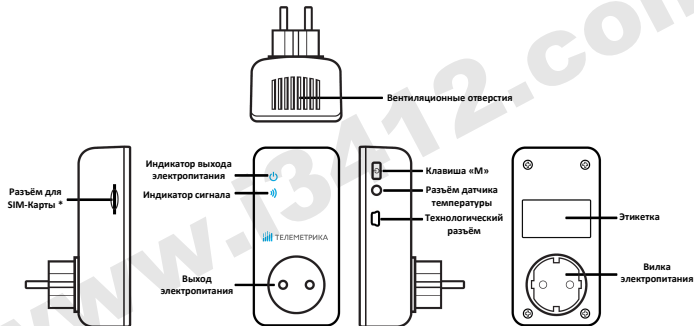 Вентиляционные отверстия
Разъём для
SIM-Карты *
Индикатор выхода
электропитания
Индикатор сигнала
ТЕЛЕМЕТРИКА
Выход
электропитания
Клавиша «М»
Разъём датчика
температуры
Технологический
разъём
Этикетка
Вилка
электропитания
www.i3412.com